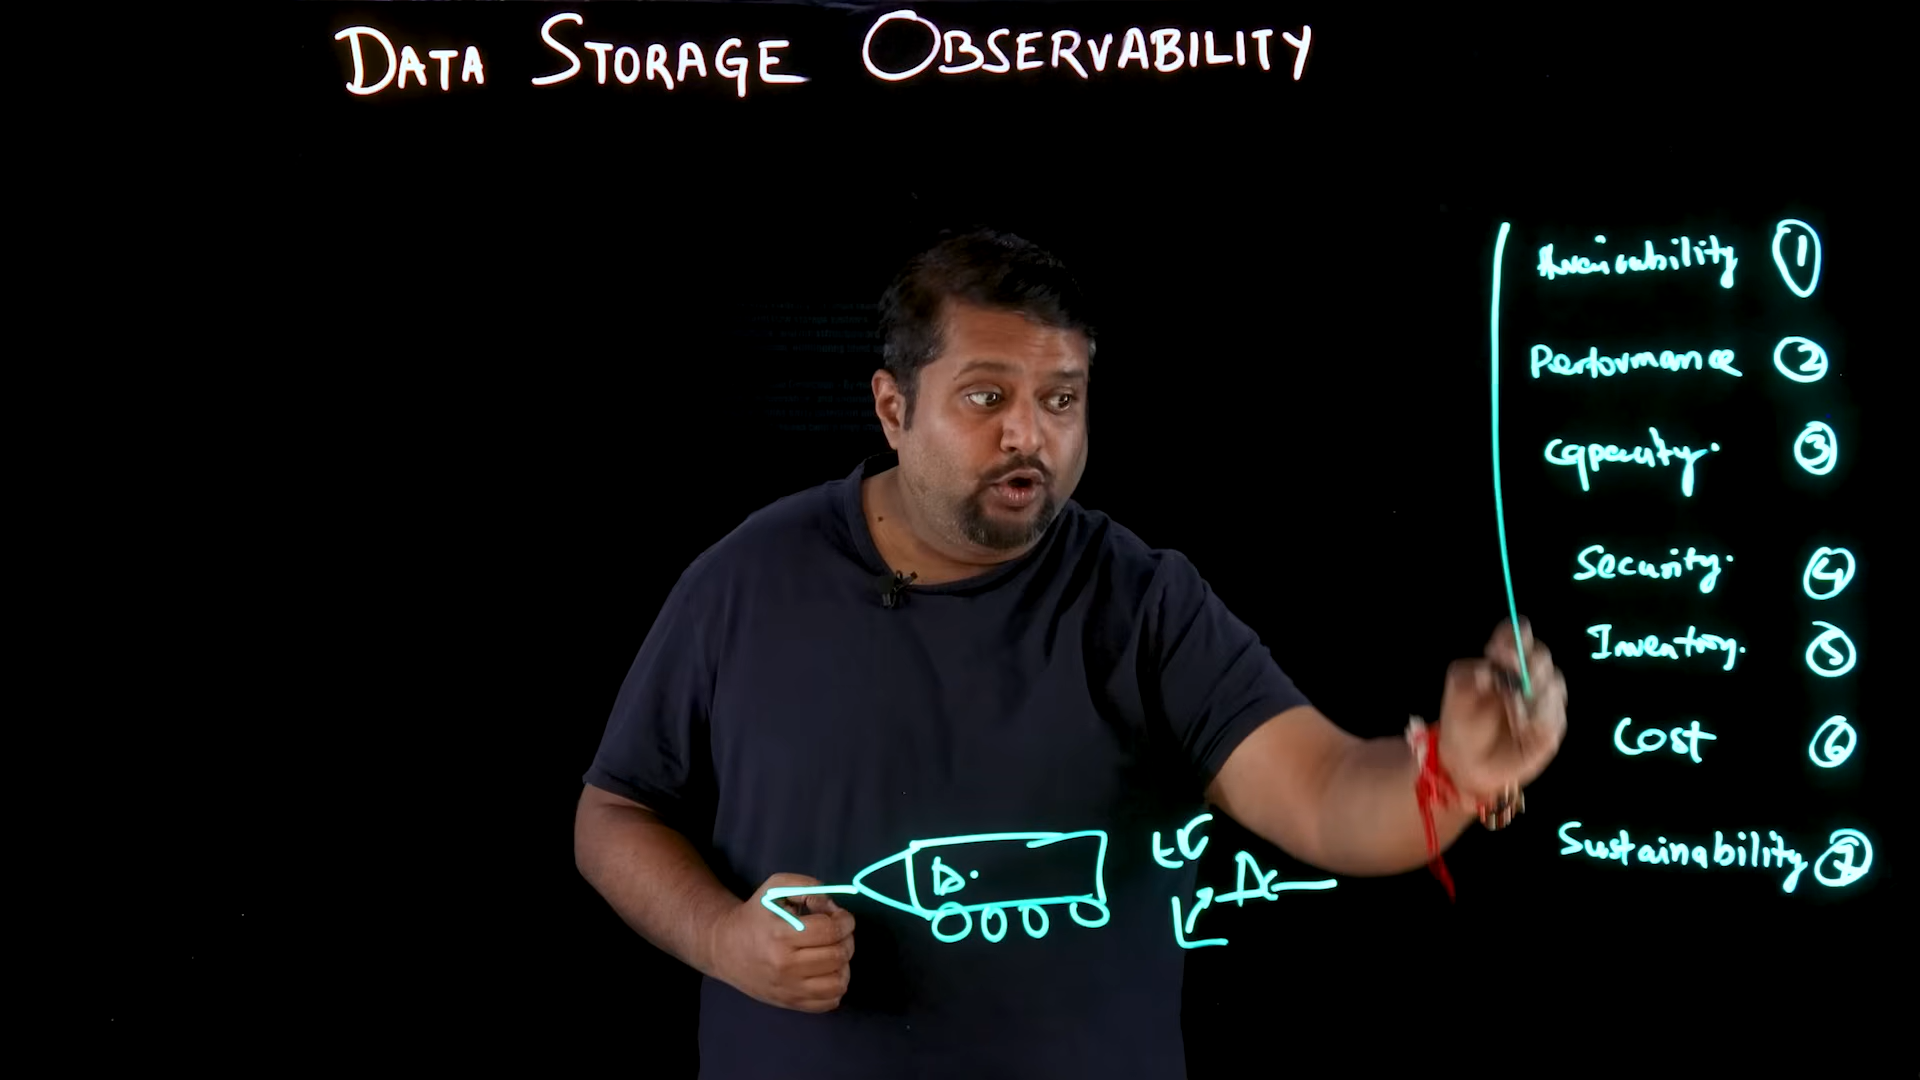 DATA STORAGE OBSERVABILITY
Availability 1
Performance 2
Capacity. 3
Security. 4
Inventory. 5
Cost 6
Sustainability 7
D.